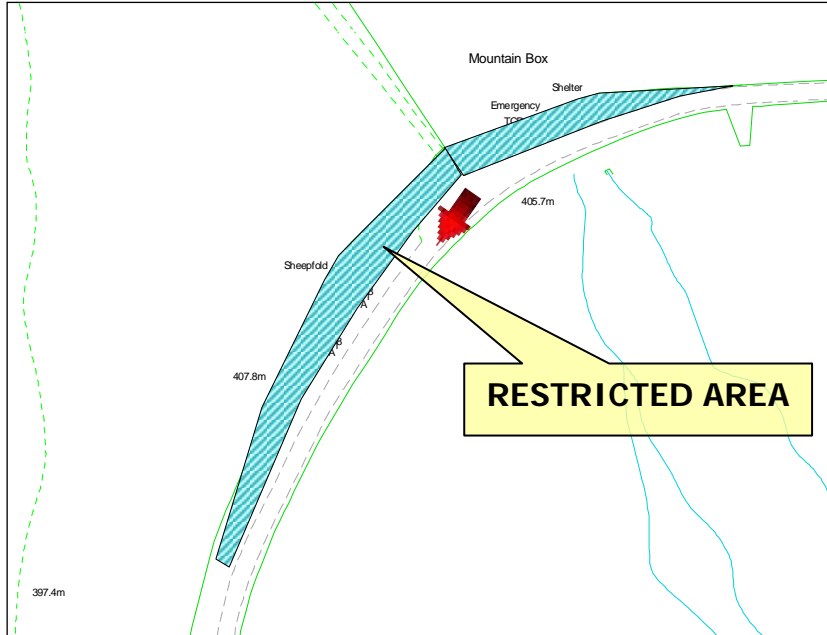 Mountain Box
Shelter
Emergency
405.7m
Sheepfold
407.8m
RESTRICTED AREA
397.4m